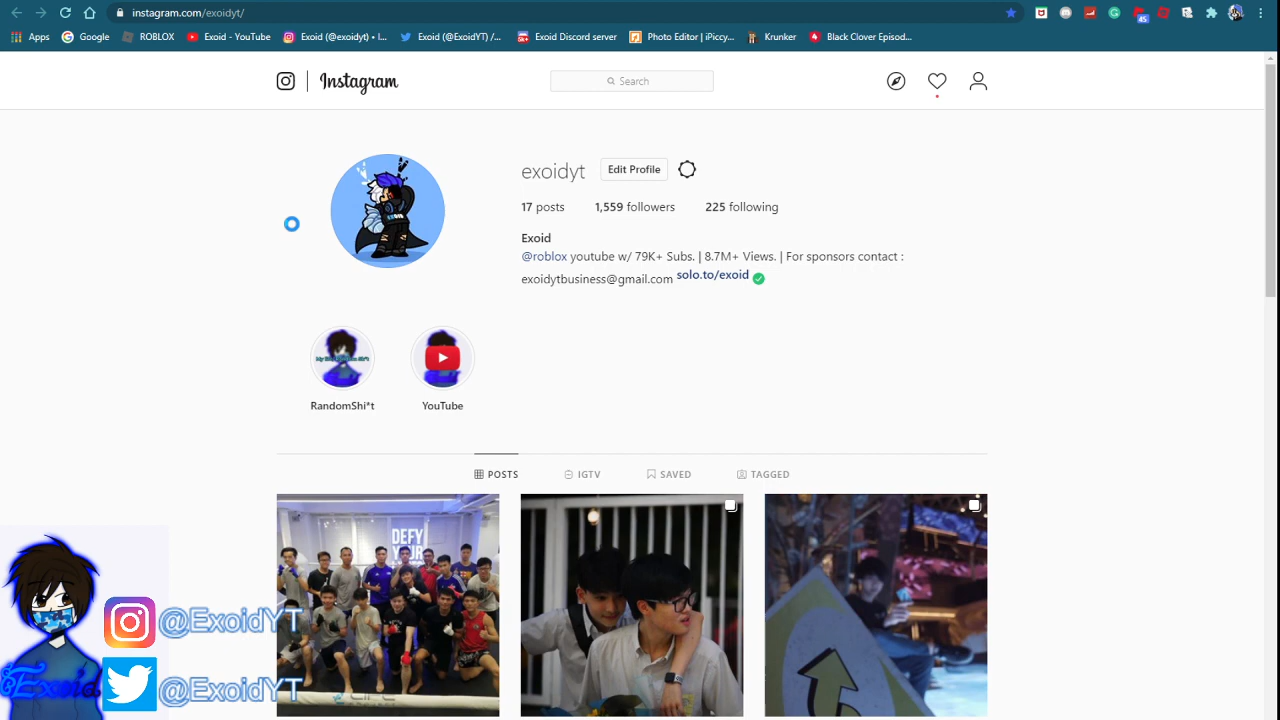 instagram.com/exoidyt/
45
Apps Google ROBLOX Exoid - YouTube Exoid (@exoidyt) • I... Exoid (@ExoidYT) /... Exoid Discord server Photo Editor | iPiccy... Krunker Black Clover Episod...
Instagram
Search
exoidyt
Edit Profile
17 posts 1,559 followers 225 following
Exoid
@roblox youtube w/ 79K+ Subs. | 8.7M+ Views. | For sponsors contact :
exoidytbusiness@gmail.com solo.to/exoid
RandomShi*t YouTube
POSTS IGTV SAVED TAGGED
DEFY
YOUR
@ExoidYT
Exoid
@ExoidYT